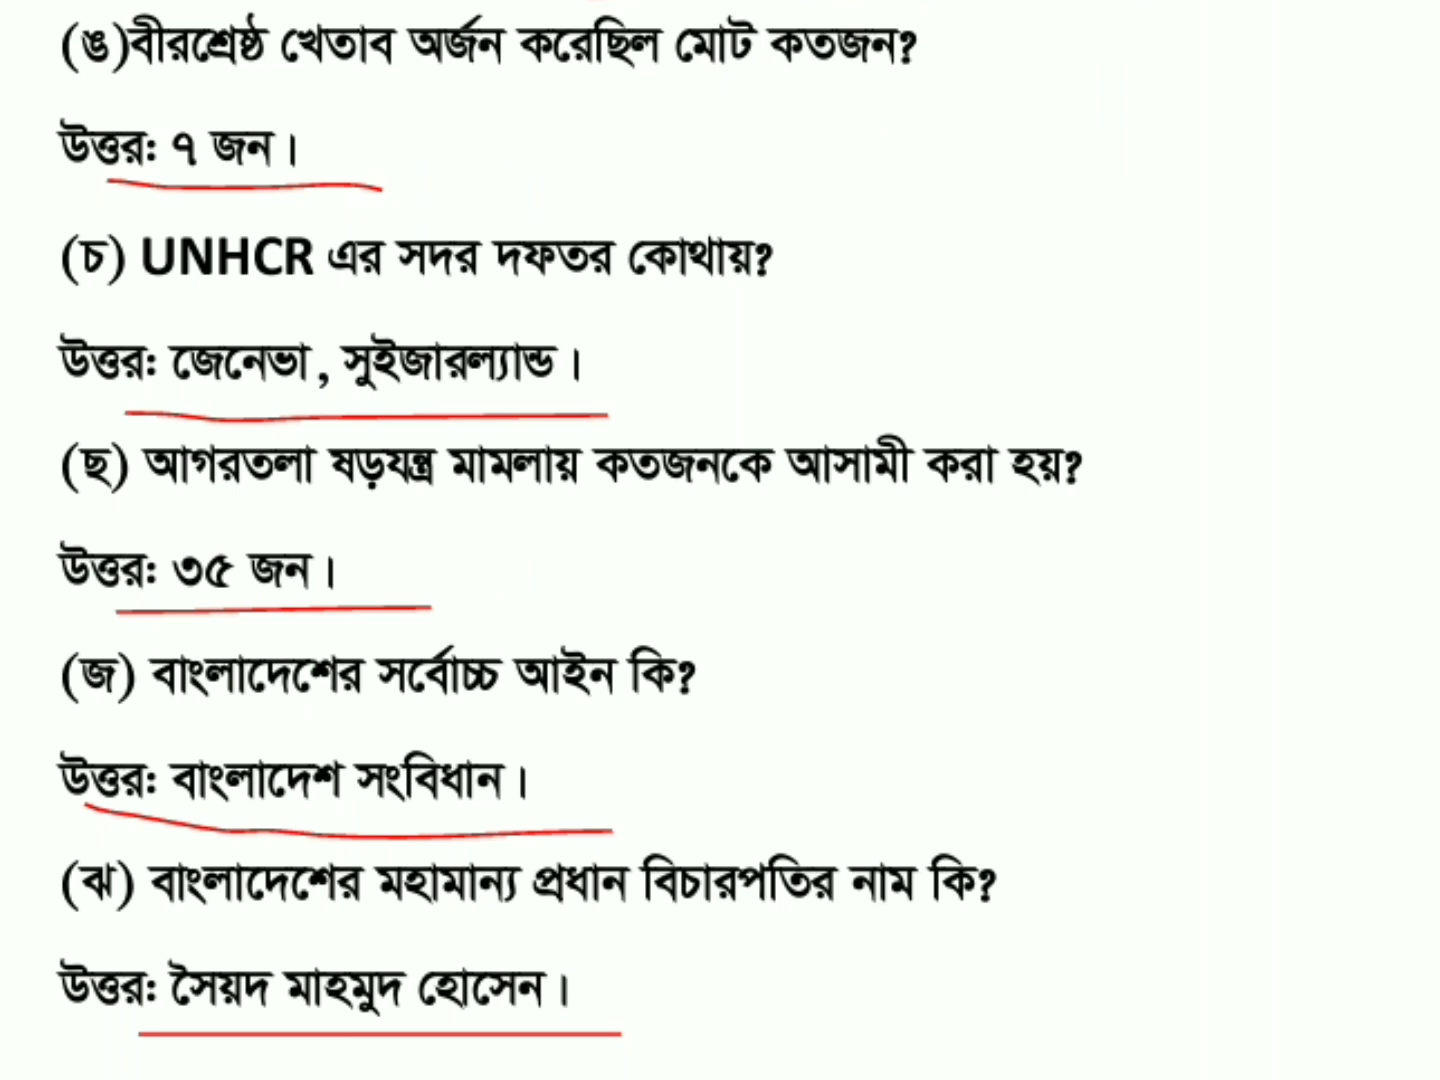 (ঙ)বীরশ্রেষ্ঠ খেতাব অর্জন করেছিল মোট কতজন?
উত্তর: ৭ জন।
(চ) UNHCR এর সদর দফতর কোথায়?
উত্তর: জেনেভা, সুইজারল্যান্ড।
(ছ) আগরতলা ষড়যন্ত্র মামলায় কতজনকে আসামী করা হয়?
উত্তর: ৩৫ জন।
(জ) বাংলাদেশের সর্বোচ্চ আইন কি?
উত্তর: বাংলাদেশ সংবিধান।
(ঝ) বাংলাদেশের মহামান্য প্রধান বিচারপতির নাম কি?
উত্তর: সৈয়দ মাহমুদ হোসেন।